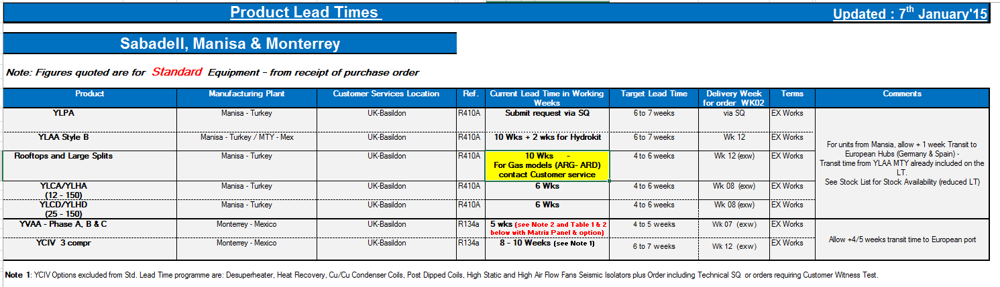 Product Lead Times
Updated : 7th January'15
Sabadell, Manisa & Monterrey
Note: Figures quoted are for Standard Equipment - from receipt of purchase order
Product Manufacturing Plant Customer Services Location Ref. Current Lead Time in Working Weeks Target Lead Time Delivery Week for order WK02 Terms Comments
YLPA Manisa - Turkey UK-Basildon R410A Submit request via SQ 6 to 7 weeks via SQ EX Works
YLAA Style B Manisa - Turkey / MTY - Mex UK-Basildon R410A 10 Wks + 2 wks for Hydrokit 6 to 7 weeks Wk 12 EX Works
Rooftops and Large Splits Manisa - Turkey UK-Basildon R410A 10 Wks - 4 to 6 weeks Wk 12 (exw) EX Works
For Gas models (ARG- ARD)
contact Customer service
YLCA/YLHA Manisa - Turkey UK-Basildon R410A 6 Wks 4 to 6 weeks Wk 08 (exw) EX Works
(12 - 150)
YLCD/YLHD Manisa - Turkey UK-Basildon R410A 6 Wks 4 to 6 weeks Wk 08 (exw) EX Works
(25 - 150)
For units from Mansia, allow + 1 week Transit to
European Hubs (Germany & Spain) -
Transit time from YLAA MTY already included on the
LT.
See Stock List for Stock Availability (reduced LT)
YVAA - Phase A, B & C Monterrey - Mexico UK-Basildon R134a 5 wks (see Note 2 and Table 1 & 2 4 to 5 weeks Wk 07 (exw) EX Works
below with Matrix Panel & option)
YCIV 3 compr Monterrey - Mexico UK-Basildon R134a 8 - 10 Weeks (see Note 1) 6 to 7 weeks Wk 12 (exw) EX Works
Allow +4/5 weeks transit time to European port
Note 1: YCIV Options excluded from Std. Lead Time programme are: Desuperheater, Heat Recovery, Cu/Cu Condenser Coils, Post Dipped Coils, High Static and High Air Flow Fans Seismic Isolators plus Order including Technical SQ or orders requiring Customer Witness Test.